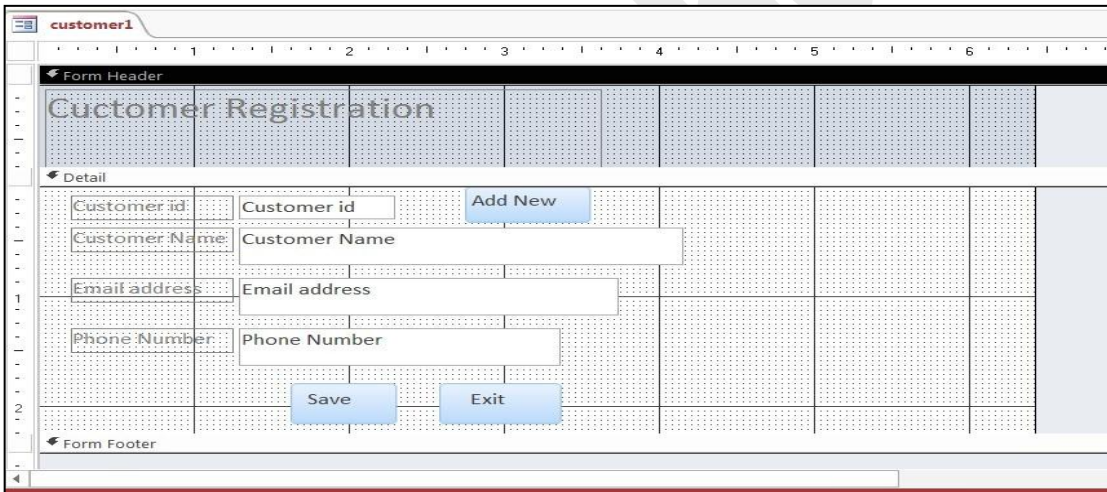 customer1
1 2 3 4 5 6
Form Header
Cuctomer Registration
Detail
Customer id Customer id Add New
Customer Name Customer Name
Email address Email address
1
Phone Number Phone Number
Save Exit
2
Form Footer